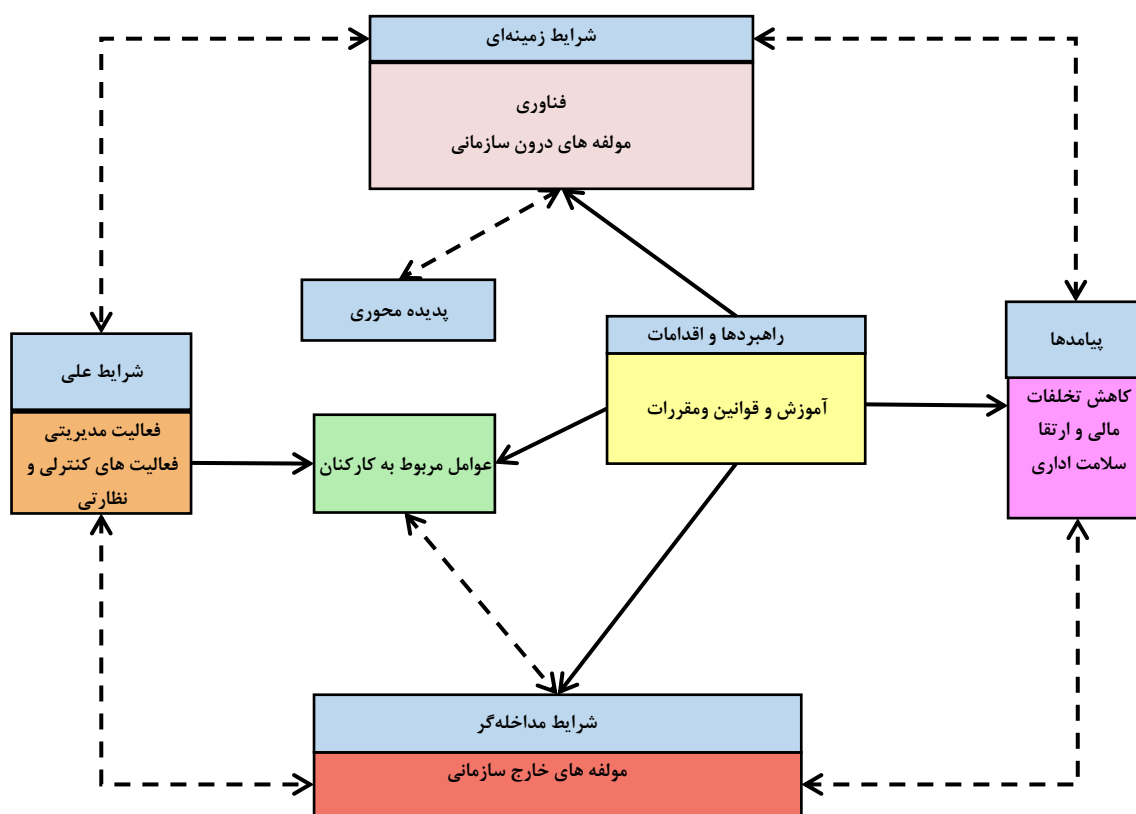 شرایط زمینه‌ای
فناوری
مولفه های درون سازمانی
پدیده محوری
راهبردها و اقدامات
آموزش و قوانین ومقررات
پیامدها
کاهش تخلفات
مالی و ارتقا
سلامت اداری
شرایط علی
فعالیت مدیریتی
فعالیت های کنترلی و
نظارتی
عوامل مربوط به کارکنان
شرایط مداخله‌گر
مولفه های خارج سازمانی